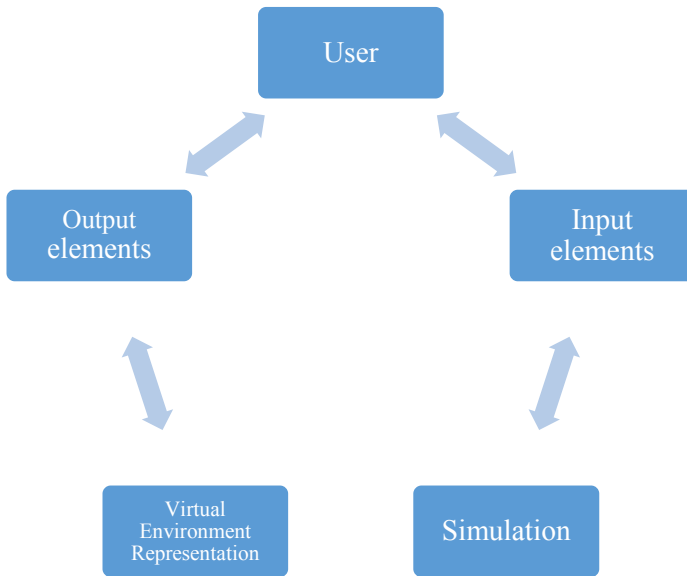 User
Output
elements
Input
elements
Virtual
Environment
Representation
Simulation